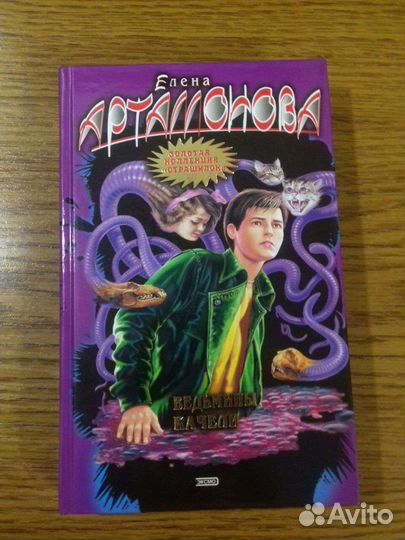 Елена
АРТАМОНОВА
ЗОЛОТАЯ
КОЛЛЕКЦИЯ
«СТРАШИЛОК»
ВЕДЬМИНЫ
КАЧЕЛИ
ЭКСМО
Avito